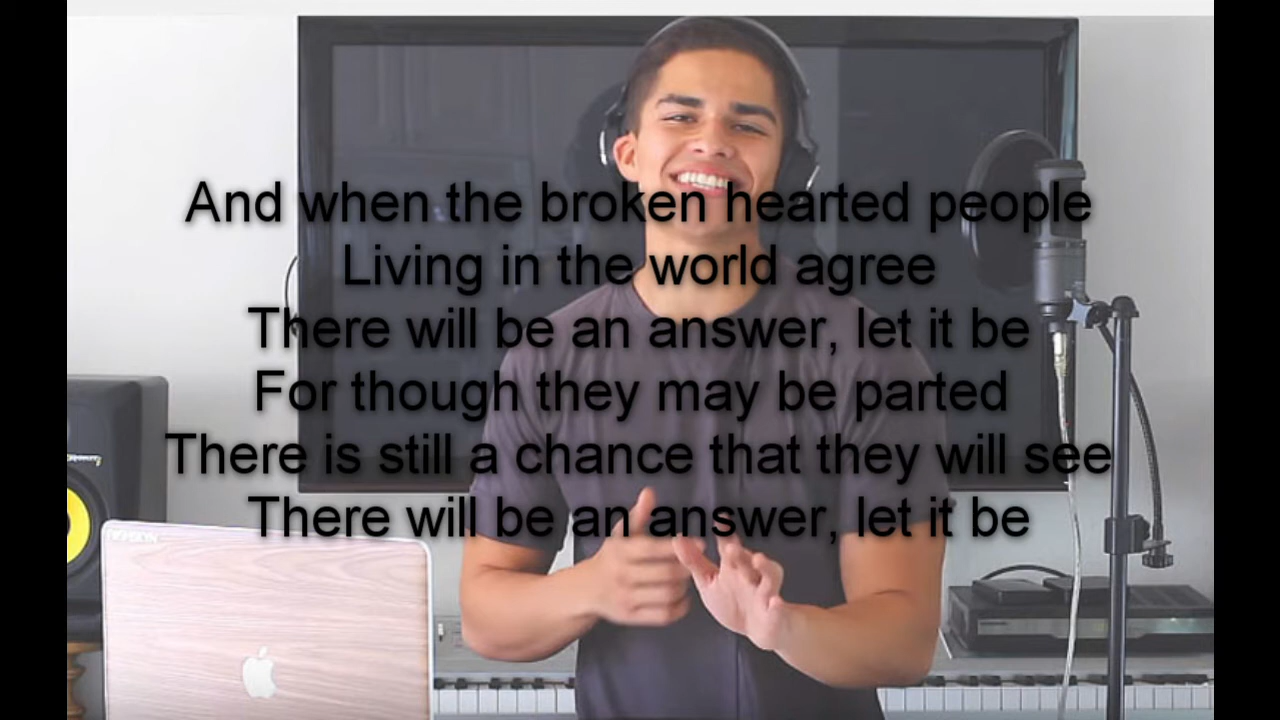 And when the broken hearted people
Living in the world agree
There will be an answer, let it be
For though they may be parted
There is still a chance that they will see
There will be an answer, let it be